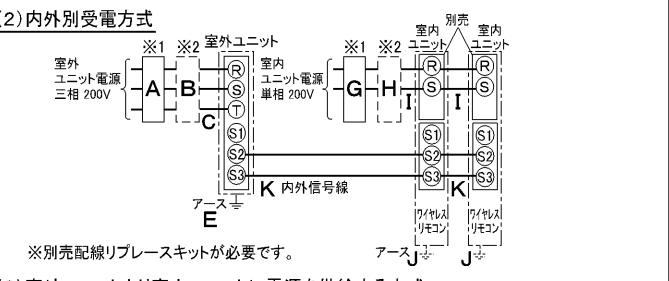 (2)内外別受電方式
※1 ※2 室外ユニット
室外
ユニット電源
三相 200V
A B C
R
S
T
S1
S2
S3
アース
E
K 内外信号線
※1 ※2
室内
ユニット電源
単相 200V
G H I I
別売
室内
ユニット
室内
ユニット
R
S
S1
S2
S3
R
S
S1
S2
S3
K
ワイヤレス
リモコン
ワイヤレス
リモコン
アース J J
※別売配線リプレースキットが必要です。